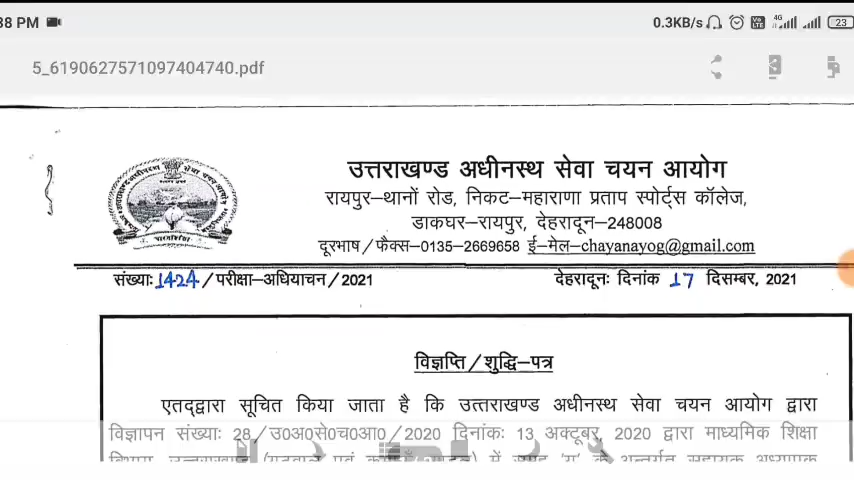 38 PM
0.3KB/s
4G
23
5_6190627571097404740.pdf
उत्तराखण्ड अधीनस्थ सेवा चयन आयोग
रायपुर–थानों रोड, निकट–महाराणा प्रताप स्पोर्ट्स कॉलेज,
डाकघर–रायपुर, देहरादून–248008
दूरभाष/फैक्स–0135–2669658 ई–मेल–chayanayog@gmail.com
संख्याः 1424/परीक्षा–अधियाचन/2021
देहरादूनः दिनांक 17 दिसम्बर, 2021
विज्ञप्ति/शुद्धि–पत्र
एतद्द्वारा सूचित किया जाता है कि उत्तराखण्ड अधीनस्थ सेवा चयन आयोग द्वारा
विज्ञापन संख्याः 28/उ0अ0से0च0आ0/2020 दिनांकः 13 अक्टूबर, 2020 द्वारा माध्यमिक शिक्षा